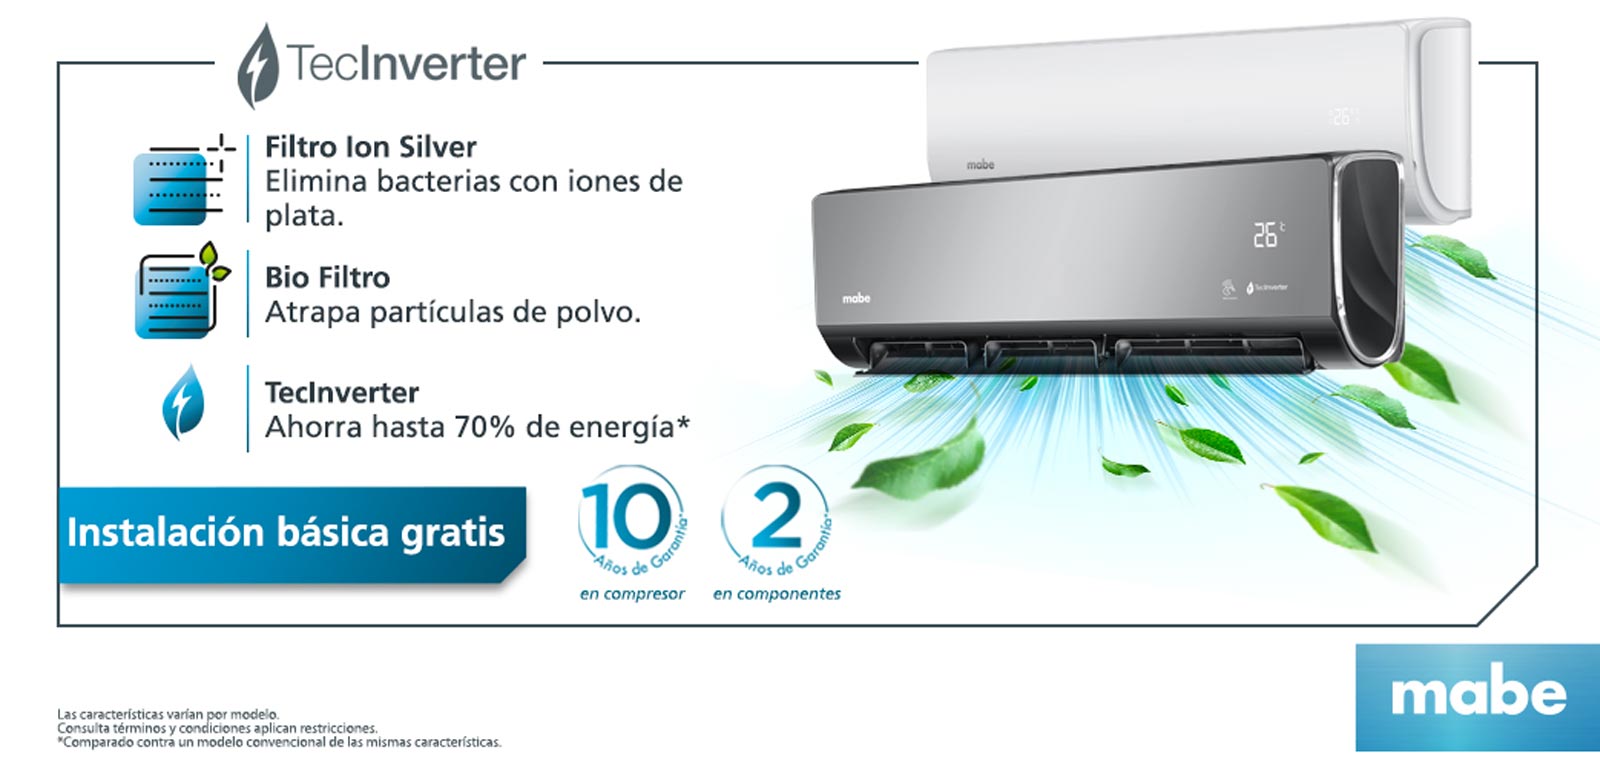 TecInverter
Filtro Ion Silver
Elimina bacterias con iones de
plata.
Bio Filtro
Atrapa partículas de polvo.
TecInverter
Ahorra hasta 70% de energía*
Instalación básica gratis
10
Años de Garantía*
en compresor
2
Años de Garantía*
en componentes
mabe
26
mabe
26°c
TecInverter
mabe
Las características varían por modelo.
Consulta términos y condiciones aplican restricciones.
*Comparado contra un modelo convencional de las mismas características.